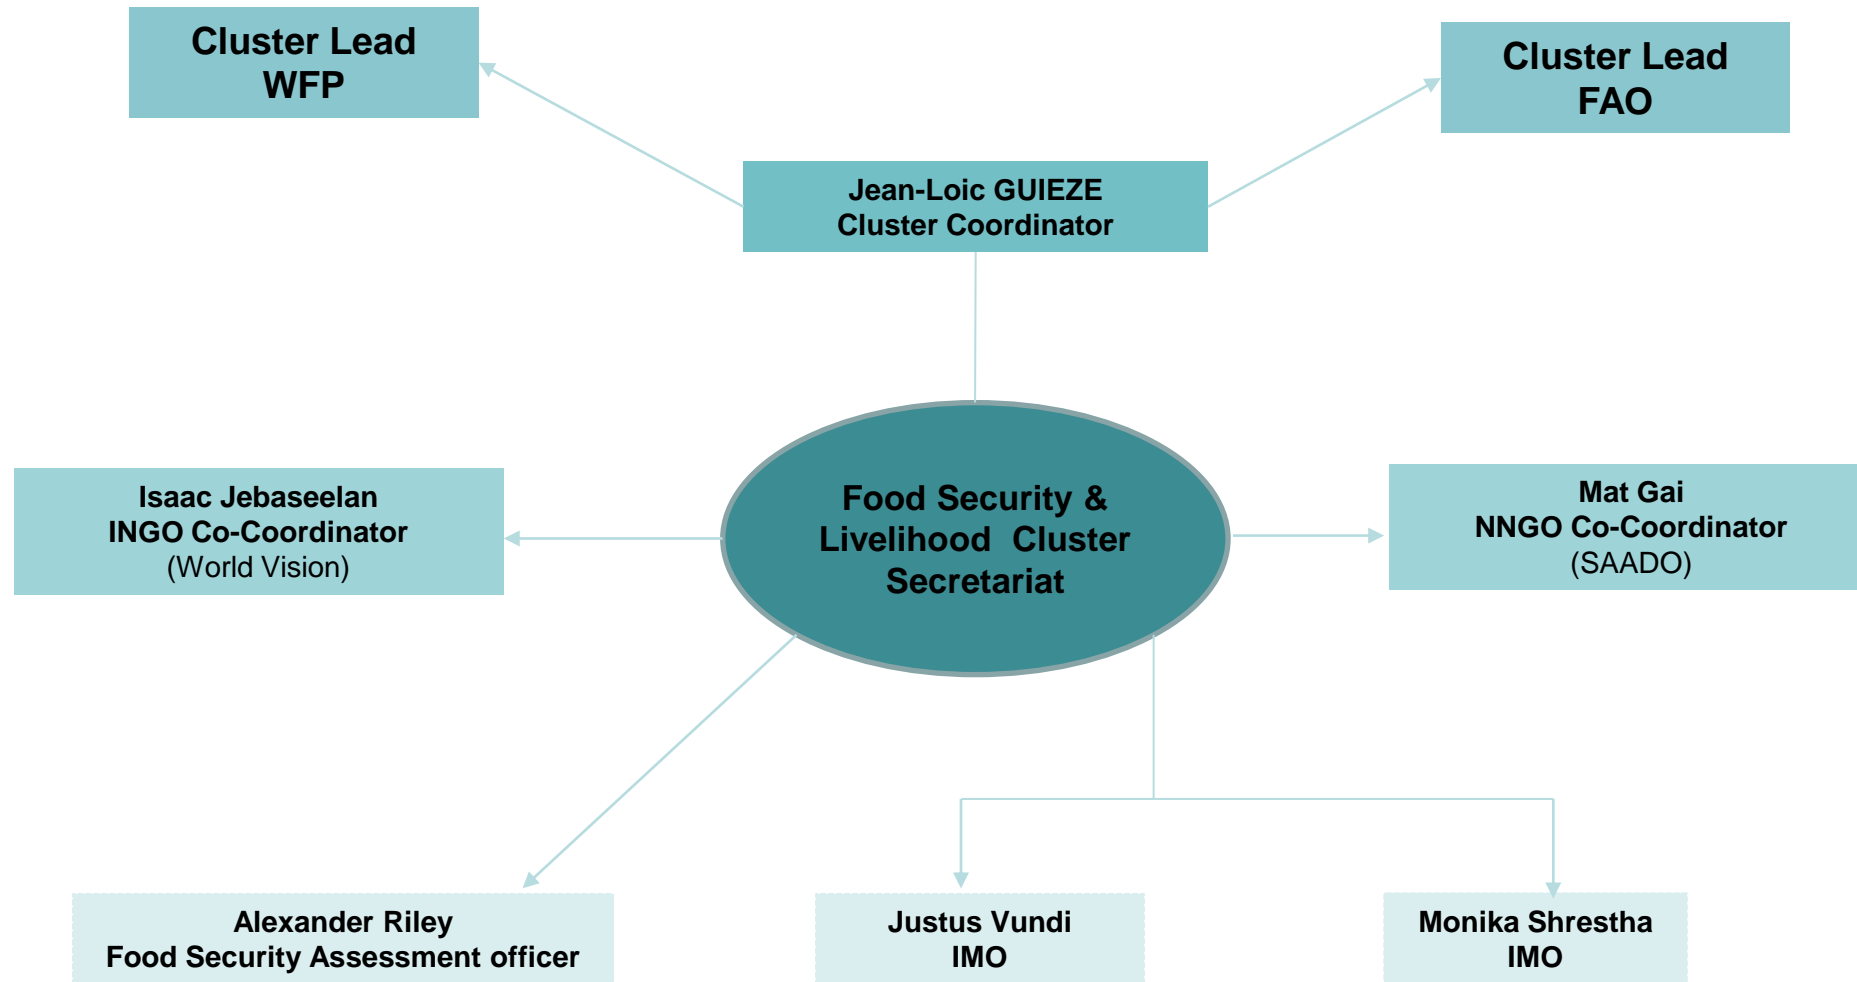 Cluster Lead
WFP
Cluster Lead
FAO
Jean-Loic GUIEZE
Cluster Coordinator
Food Security &
Livelihood Cluster
Secretariat
Isaac Jebaseelan
INGO Co-Coordinator
(World Vision)
Mat Gai
NNGO Co-Coordinator
(SAADO)
Alexander Riley
Food Security Assessment officer
Justus Vundi
IMO
Monika Shrestha
IMO